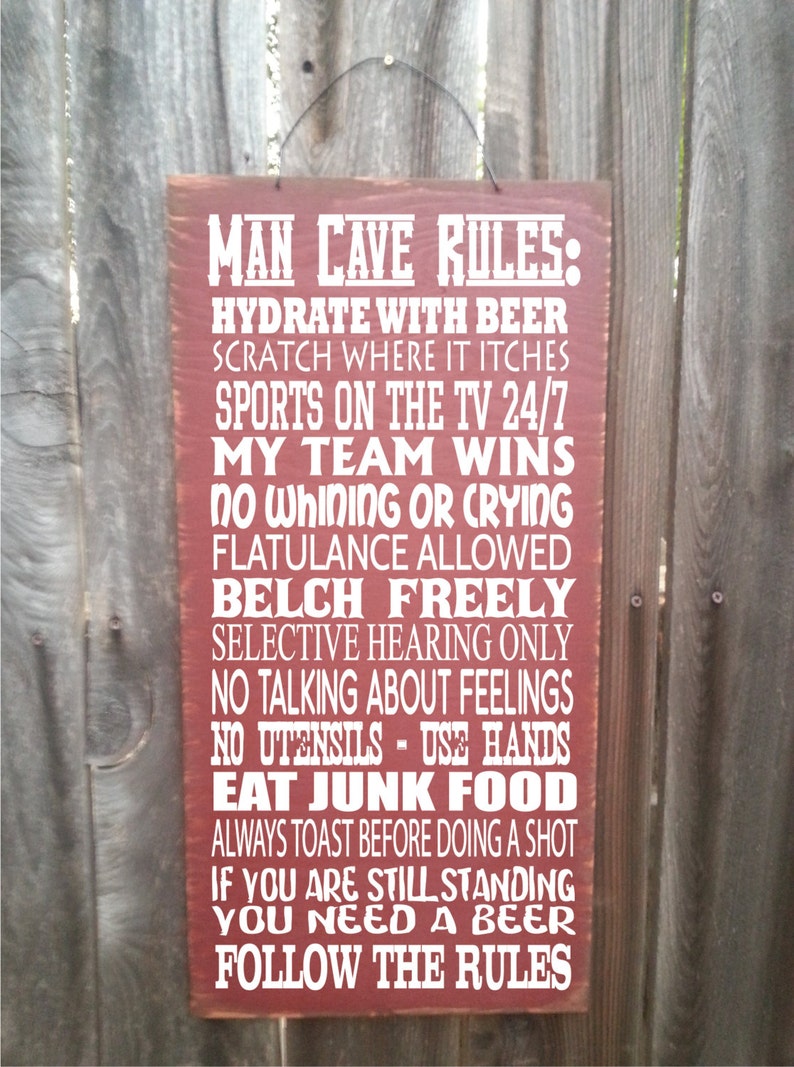 Man Cave Rules:
HYDRATE WITH BEER
SCRATCH WHERE IT ITCHES
SPORTS ON THE TV 24/7
MY TEAM WINS
NO WHINING OR CRYING
FLATULANCE ALLOWED
BELCH FREELY
SELECTIVE HEARING ONLY
NO TALKING ABOUT FEELINGS
NO UTENSILS - USE HANDS
EAT JUNK FOOD
ALWAYS TOAST BEFORE DOING A SHOT
IF YOU ARE STILL STANDING
YOU NEED A BEER
FOLLOW THE RULES